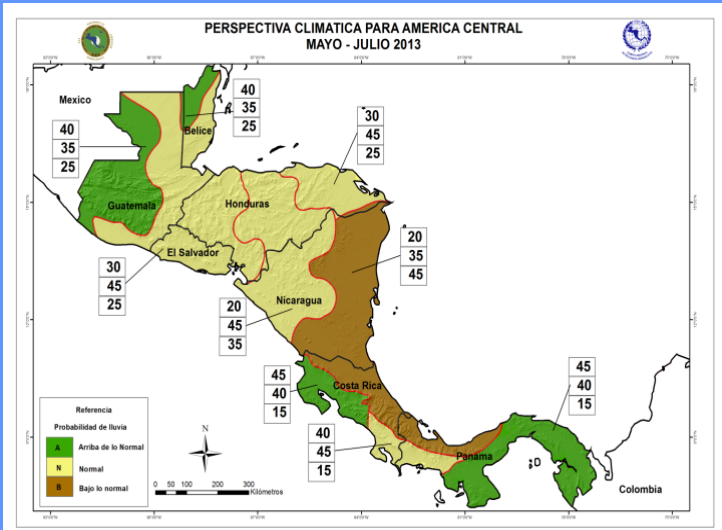 PERSPECTIVA CLIMATICA PARA AMERICA CENTRAL
MAYO - JULIO 2013
Mexico
40
35
25
Belice
40
35
25
30
45
25
Guatemala
Honduras
El Salvador
30
45
25
20
35
45
Nicaragua
20
45
35
45
40
15
Costa Rica
45
40
15
40
45
15
Panama
Colombia
Referencia
Probabilidad de lluvia
A Arriba de lo Normal
N Normal
B Bajo lo normal
N
0 50 100 200 300
Kilómetros